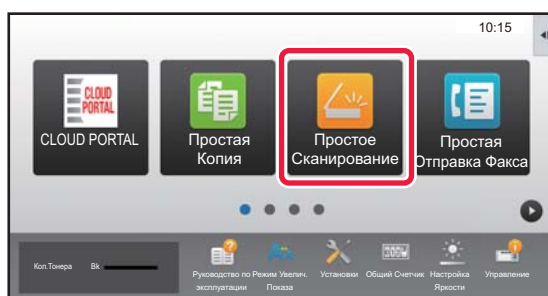 10:15
CLOUD
PORTAL
CLOUD PORTAL
Простая
Копия
Простое
Сканирование
Простая
Отправка Факса
Кол.Тонера Bk
Руководство по
эксплуатации
Режим Увелич.
Показа
Установки
Общий Счетчик
Настройка
Яркости
Управление